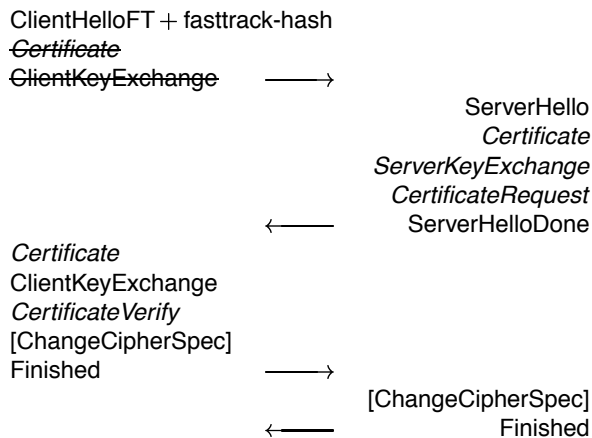 ClientHelloFT + fasttrack-hash
Certificate
ClientKeyExchange
ServerHello
Certificate
ServerKeyExchange
CertificateRequest
ServerHelloDone
Certificate
ClientKeyExchange
CertificateVerify
[ChangeCipherSpec]
Finished
[ChangeCipherSpec]
Finished